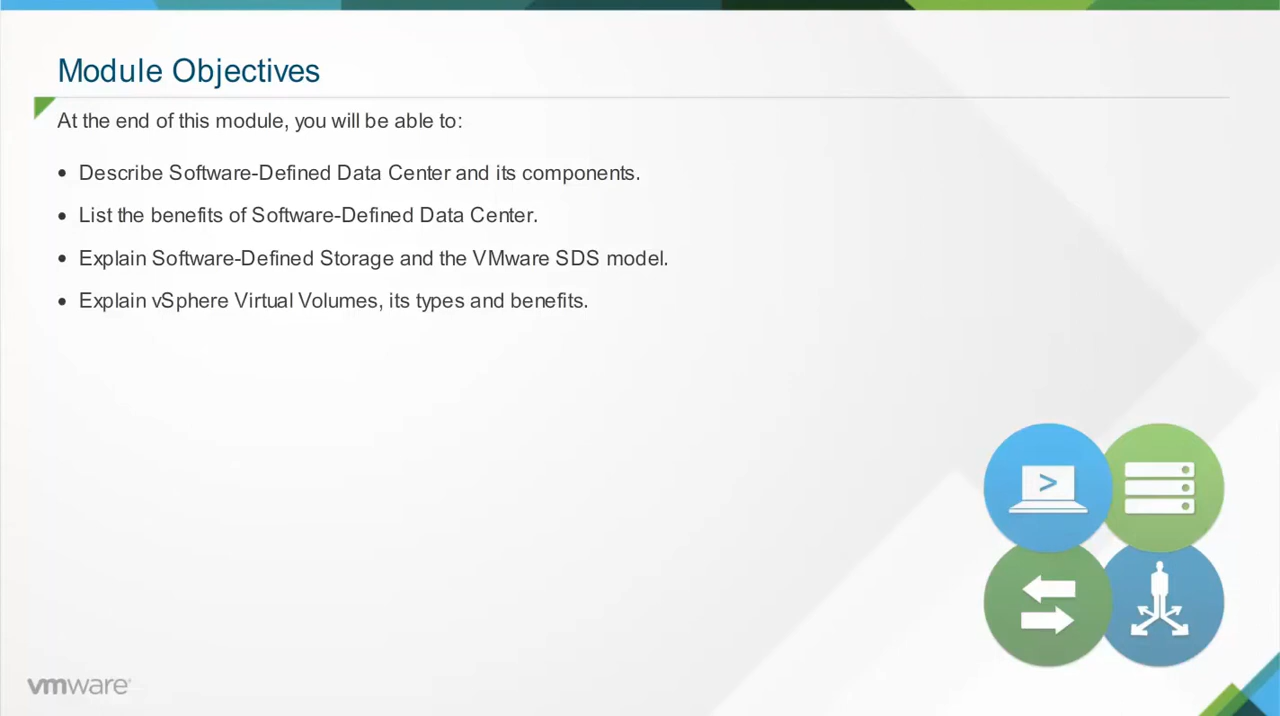 Module Objectives
At the end of this module, you will be able to:
• Describe Software-Defined Data Center and its components.
• List the benefits of Software-Defined Data Center.
• Explain Software-Defined Storage and the VMware SDS model.
• Explain vSphere Virtual Volumes, its types and benefits.
>
vmware®